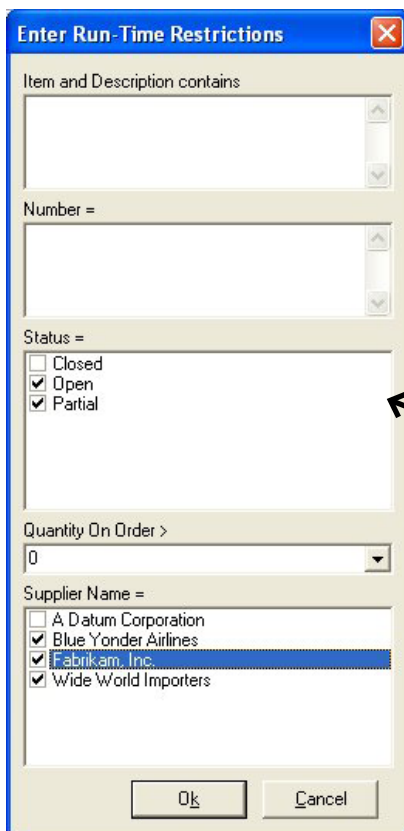 Enter Run-Time Restrictions
Item and Description contains
Number =
Status =
Closed
Open
Partial
Quantity On Order >
0
Supplier Name =
A Datum Corporation
Blue Yonder Airlines
Fabrikam, Inc.
Wide World Importers
Ok
Cancel